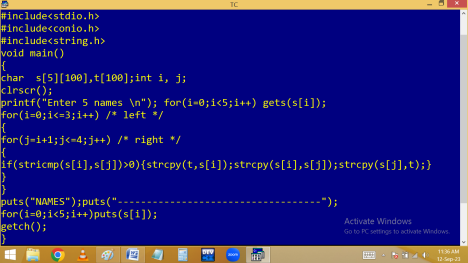 TC
#include<stdio.h>
#include<conio.h>
#include<string.h>
void main()
{
char  s[5][100],t[100];int i, j;
clrscr();
printf("Enter 5 names \n"); for(i=0;i<5;i++) gets(s[i]);
for(i=0;i<=3;i++) /* left */
{
for(j=i+1;j<=4;j++) /* right */
{
if(stricmp(s[i],s[j])>0){strcpy(t,s[i]);strcpy(s[i],s[j]);strcpy(s[j],t);}
}
}
puts("NAMES");puts("-----------------------------------");
for(i=0;i<5;i++)puts(s[i]);
getch();
}
Activate Windows
Go to PC settings to activate Windows.
11:36 AM
12-Sep-23